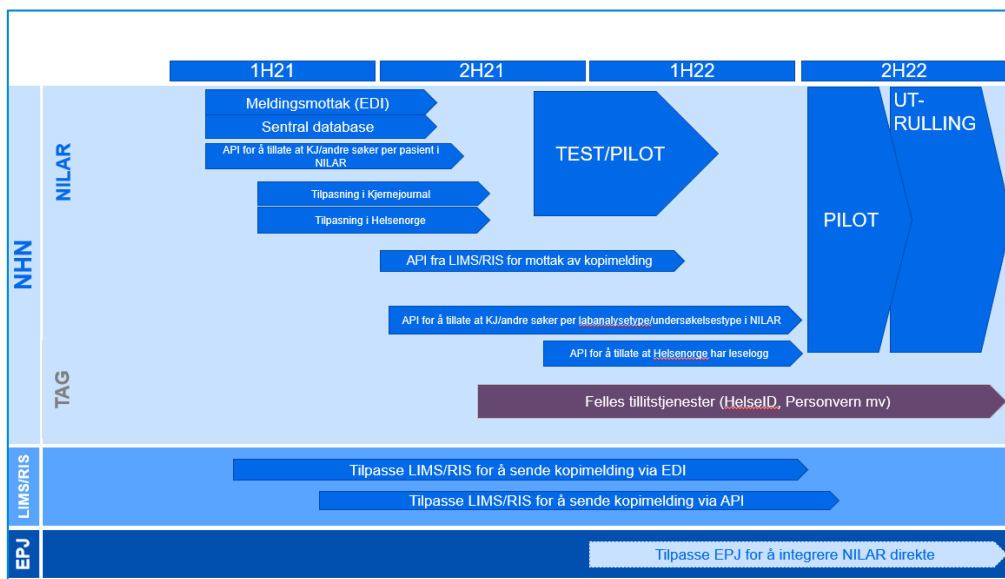 1H21
2H21
1H22
2H22
NHN
NILAR
Meldingsmottak (EDI)
Sentral database
API for å tillate at KJ/andre søker per pasient i
NILAR
Tilpasning i Kjernejournal
Tilpasning i Helsenorge
TEST/PILOT
PILOT
UT-
RULLING
API fra LIMS/RIS for mottak av kopimelding
API for å tillate at KJ/andre søker per labanalysetype/undersøkelsestype i NILAR
API for å tillate at Helsenorge har leselogg
TAG
Felles tillitstjenester (HelseID, Personvern mv)
LIMS/RIS
Tilpasse LIMS/RIS for å sende kopimelding via EDI
Tilpasse LIMS/RIS for å sende kopimelding via API
EPJ
Tilpasse EPJ for å integrere NILAR direkte